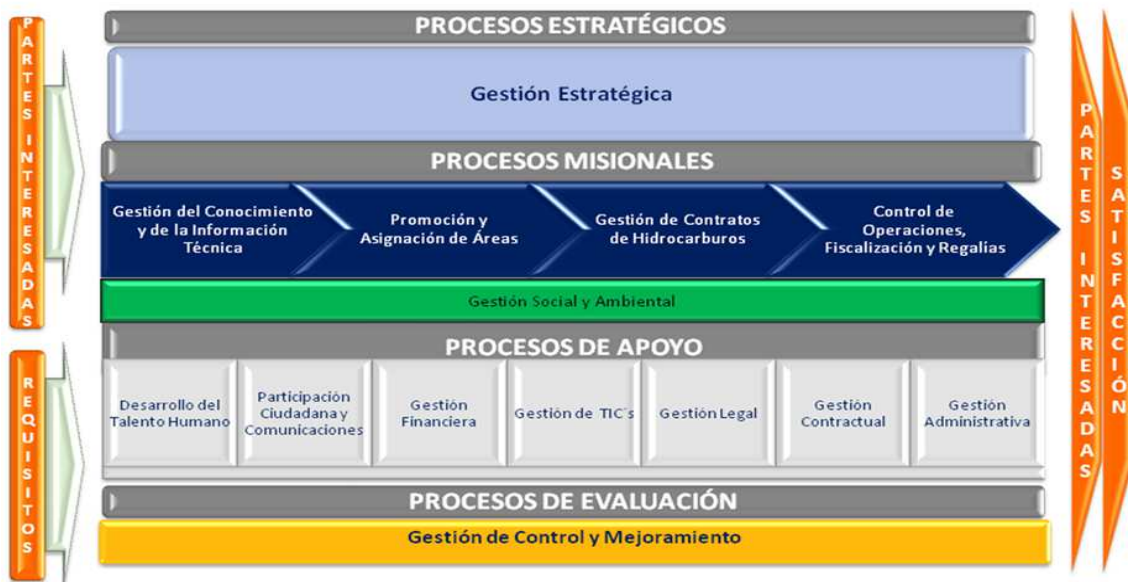 PARTES INTERESADAS
REQUISITOS
PROCESOS ESTRATÉGICOS
Gestión Estratégica
PROCESOS MISIONALES
Gestión del Conocimiento
y de la Información
Técnica
Promoción y
Asignación de Áreas
Gestión de Contratos
de Hidrocarburos
Control de
Operaciones,
Fiscalización y Regalías
Gestión Social y Ambiental
PROCESOS DE APOYO
Desarrollo del
Talento Humano
Participación
Ciudadana y
Comunicaciones
Gestión
Financiera
Gestión de TIC´s
Gestión Legal
Gestión
Contractual
Gestión
Administrativa
PROCESOS DE EVALUACIÓN
Gestión de Control y Mejoramiento
PARTES INTERESADAS
SATISFACCIÓN